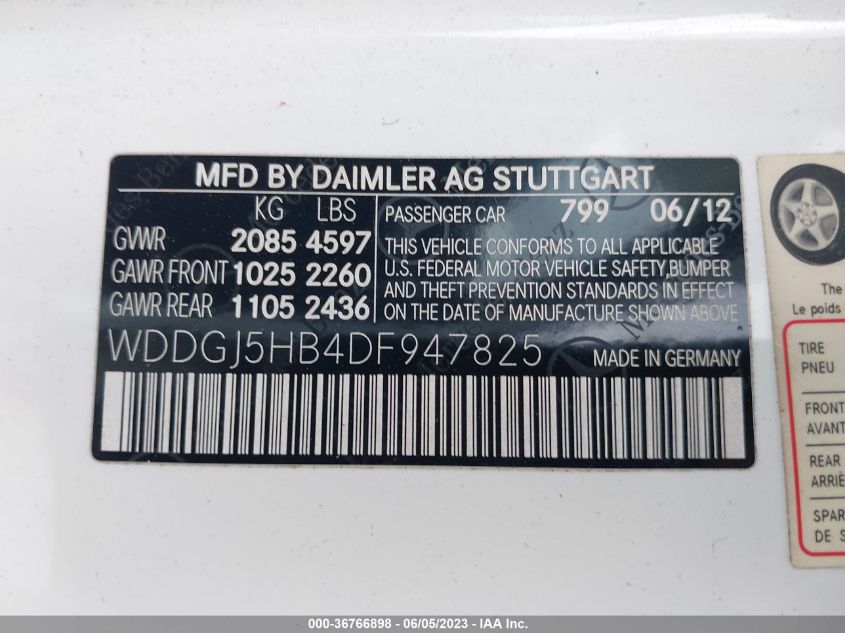 MFD BY DAIMLER AG STUTTGART
KG LBS
GVWR 2085 4597
GAWR FRONT 1025 2260
GAWR REAR 1105 2436
PASSENGER CAR 799 06/12
THIS VEHICLE CONFORMS TO ALL APPLICABLE
U.S. FEDERAL MOTOR VEHICLE SAFETY,BUMPER
AND THEFT PREVENTION STANDARDS IN EFFECT
ON THE DATE OF MANUFACTURE SHOWN ABOVE
WDDGJ5HB4DF947825
MADE IN GERMANY
The
Le poids
TIRE
PNEU
FRONT
AVANT
REAR
ARRIÈ
SPAR
DE S
000-36766898 - 06/05/2023 - IAA Inc.